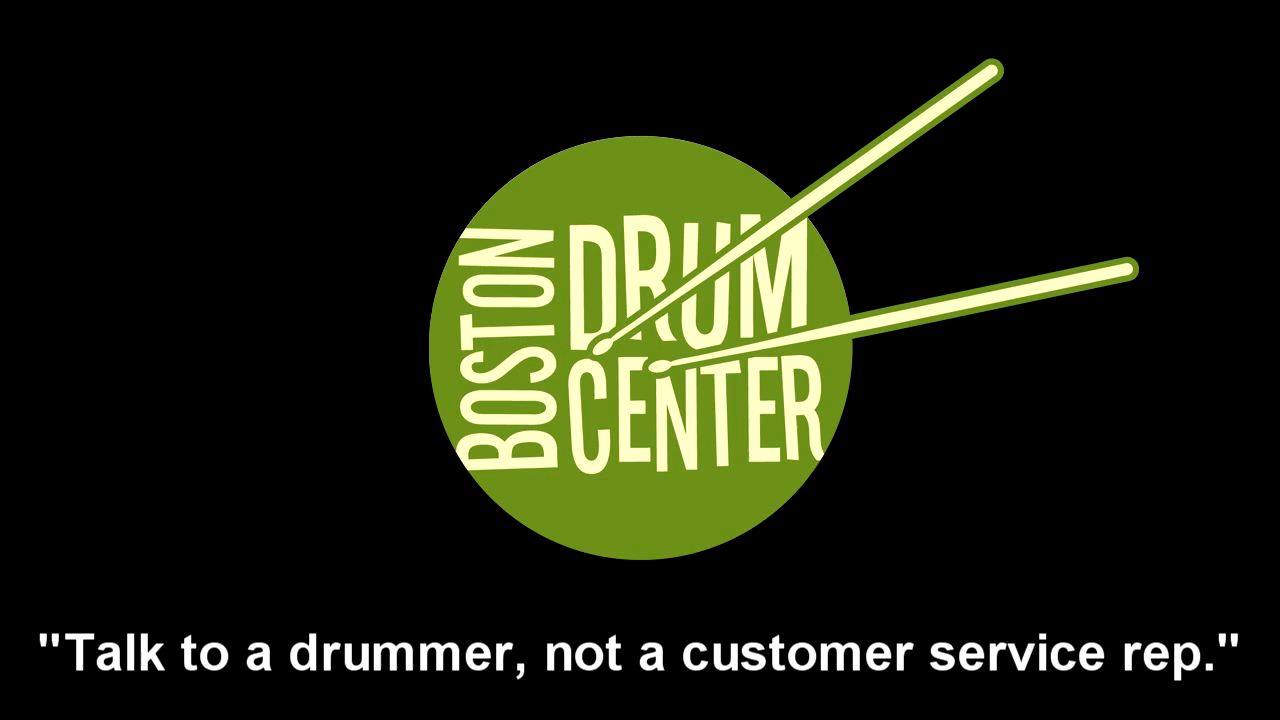 BOSTON
DRUM
CENTER
"Talk to a drummer, not a customer service rep."